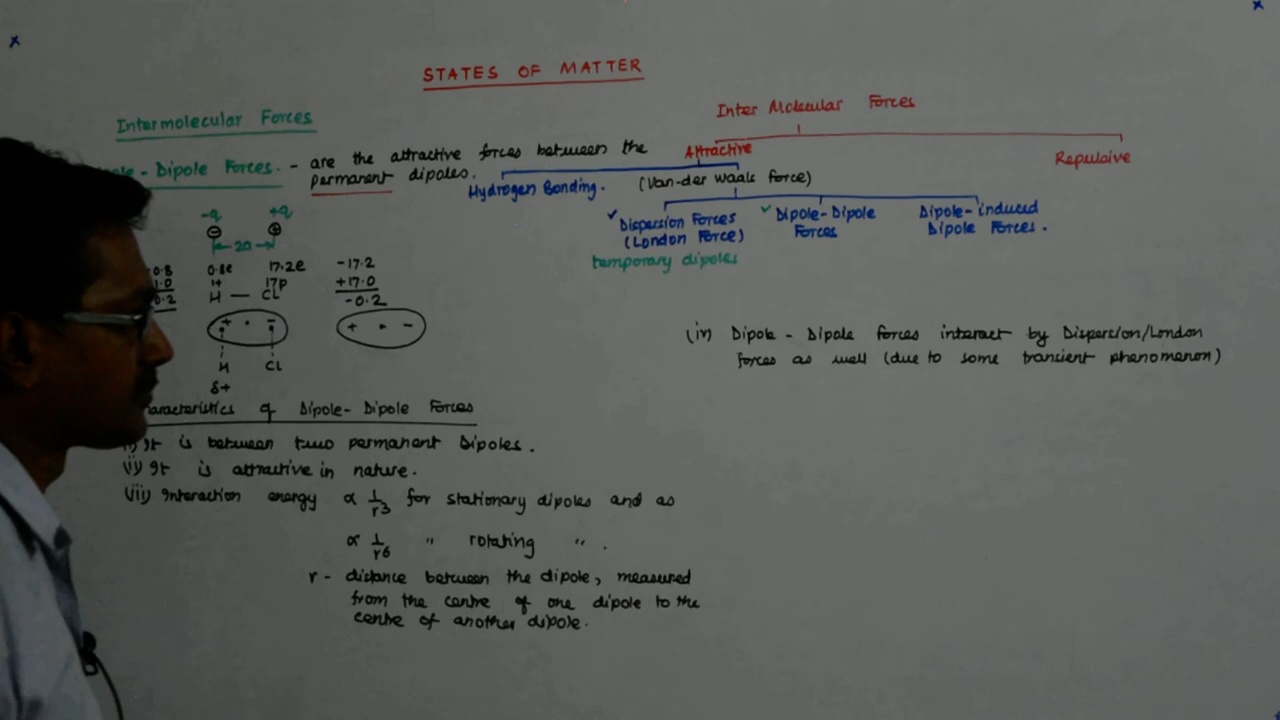 STATES OF MATTER
Intermolecular Forces
- Dipole Forces. - are the attractive forces between the
permanent dipoles.
-q +q
⊖ ⊕
←2a→
0.8 0.8e 17.2e -17.2
1.0 1+ 17p +17.0
0.2 H — CL -0.2
+ · - + · -
H CL
δ+
Characteristics of Dipole-Dipole Forces
(i) It is between two permanent Dipoles.
(ii) It is attractive in nature.
(iii) Interaction energy ∝ 1/r3 for stationary dipoles and as
∝ 1/r6 " rotating " .
r - distance between the dipole, measured
from the centre of one dipole to the
centre of another dipole.
Inter Molecular Forces
Attractive Repulsive
Hydrogen Bonding. (Van-der waals force)
✓Dispersion Forces ✓Dipole-Dipole Dipole-induced
(London Force) Forces Dipole Forces.
temporary dipoles
(iv) Dipole - Dipole forces interact by Dispersion/London
forces as well (due to some transient phenomenon)